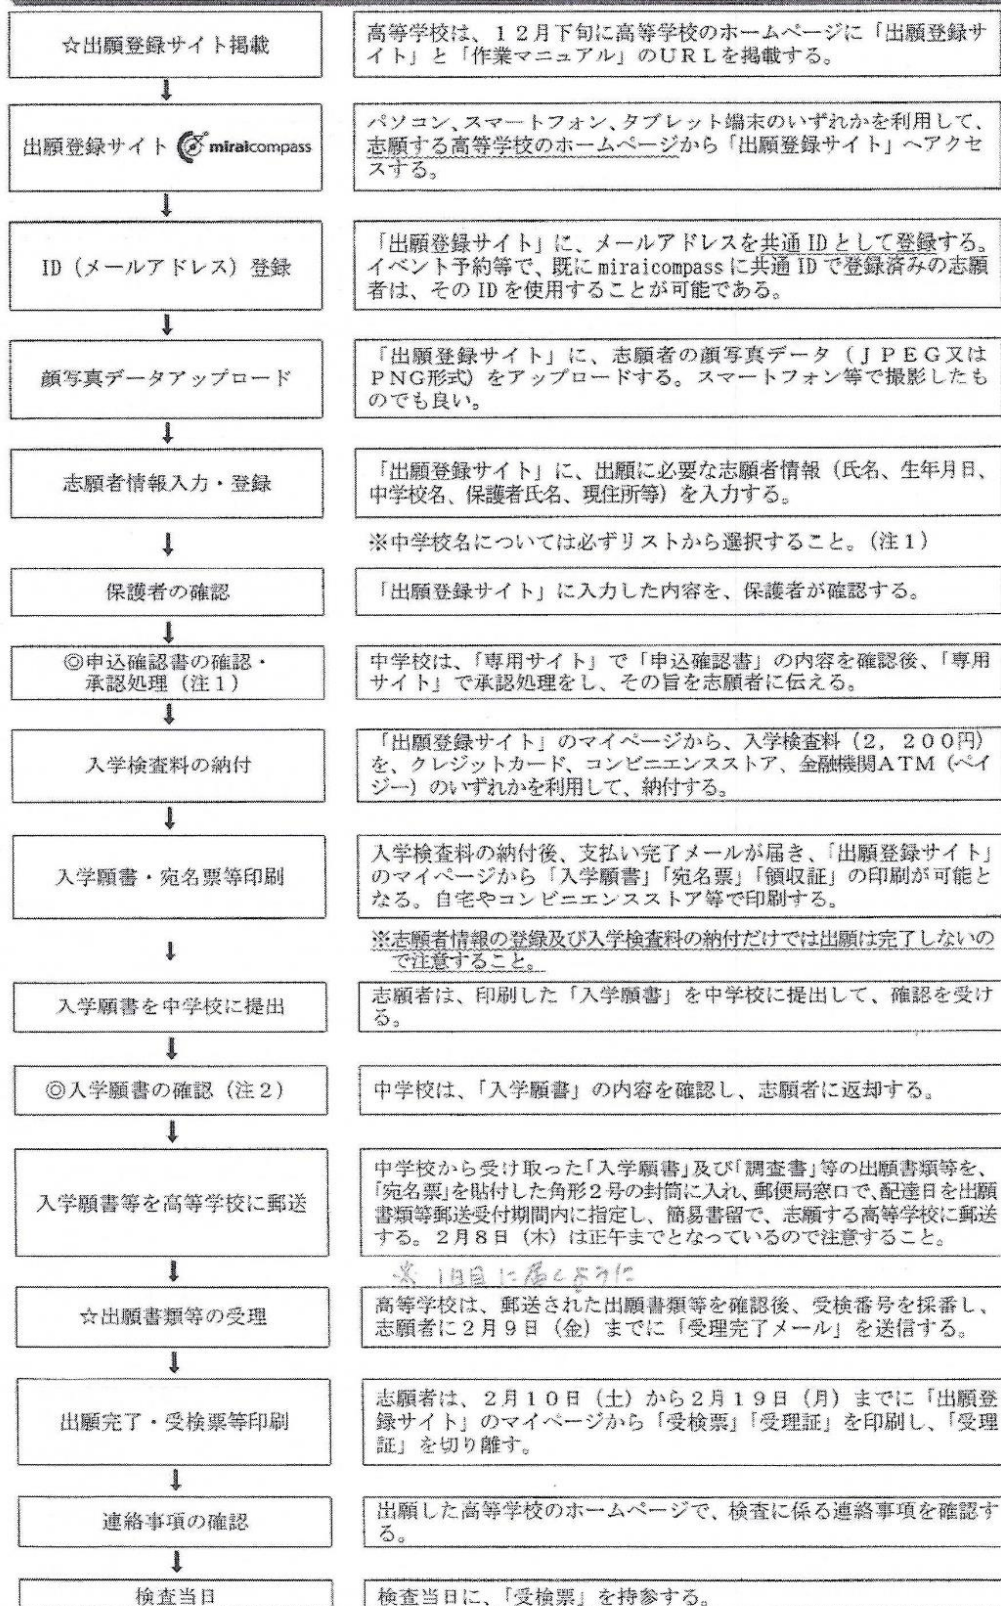 ☆出願登録サイト掲載
高等学校は、12月下旬に高等学校のホームページに「出願登録サ
イト」と「作業マニュアル」のURLを掲載する。
↓
出願登録サイト miraicompass
パソコン、スマートフォン、タブレット端末のいずれかを利用して、
志願する高等学校のホームページから「出願登録サイト」へアクセ
スする。
↓
ID(メールアドレス)登録
「出願登録サイト」に、メールアドレスを共通IDとして登録する。
イベント予約等で、既にmiraicompassに共通IDで登録済みの志願
者は、そのIDを使用することが可能である。
↓
顔写真データアップロード
「出願登録サイト」に、志願者の顔写真データ(JPEG又は
PNG形式)をアップロードする。スマートフォン等で撮影したも
のでも良い。
↓
志願者情報入力・登録
「出願登録サイト」に、出願に必要な志願者情報(氏名、生年月日、
中学校名、保護者氏名、現住所等)を入力する。
↓
※中学校名については必ずリストから選択すること。(注1)
保護者の確認
「出願登録サイト」に入力した内容を、保護者が確認する。
↓
◎申込確認書の確認・
承認処理(注1)
中学校は、「専用サイト」で「申込確認書」の内容を確認後、「専用
サイト」で承認処理をし、その旨を志願者に伝える。
↓
入学検査料の納付
「出願登録サイト」のマイページから、入学検査料(2,200円)
を、クレジットカード、コンビニエンスストア、金融機関ATM(ペイ
ジー)のいずれかを利用して、納付する。
↓
入学願書・宛名票等印刷
入学検査料の納付後、支払い完了メールが届き、「出願登録サイト」
のマイページから「入学願書」「宛名票」「領収証」の印刷が可能と
なる。自宅やコンビニエンスストア等で印刷する。
↓
※志願者情報の登録及び入学検査料の納付だけでは出願は完了しないの
で注意すること。
入学願書を中学校に提出
志願者は、印刷した「入学願書」を中学校に提出して、確認を受け
る。
↓
◎入学願書の確認(注2)
中学校は、「入学願書」の内容を確認し、志願者に返却する。
↓
入学願書等を高等学校に郵送
中学校から受け取った「入学願書」及び「調査書」等の出願書類等を、
「宛名票」を貼付した角形2号の封筒に入れ、郵便局窓口で、配達日を出願
書類等郵送受付期間内に指定し、簡易書留で、志願する高等学校に郵送
する。2月8日(木)は正午までとなっているので注意すること。
↓
※ 1日目に届くように
☆出願書類等の受理
高等学校は、郵送された出願書類等を確認後、受検番号を採番し、
志願者に2月9日(金)までに「受理完了メール」を送信する。
↓
出願完了・受検票等印刷
志願者は、2月10日(土)から2月19日(月)までに「出願登
録サイト」のマイページから「受検票」「受理証」を印刷し、「受理
証」を切り離す。
↓
連絡事項の確認
出願した高等学校のホームページで、検査に係る連絡事項を確認す
る。
↓
検査当日
検査当日に、「受検票」を持参する。